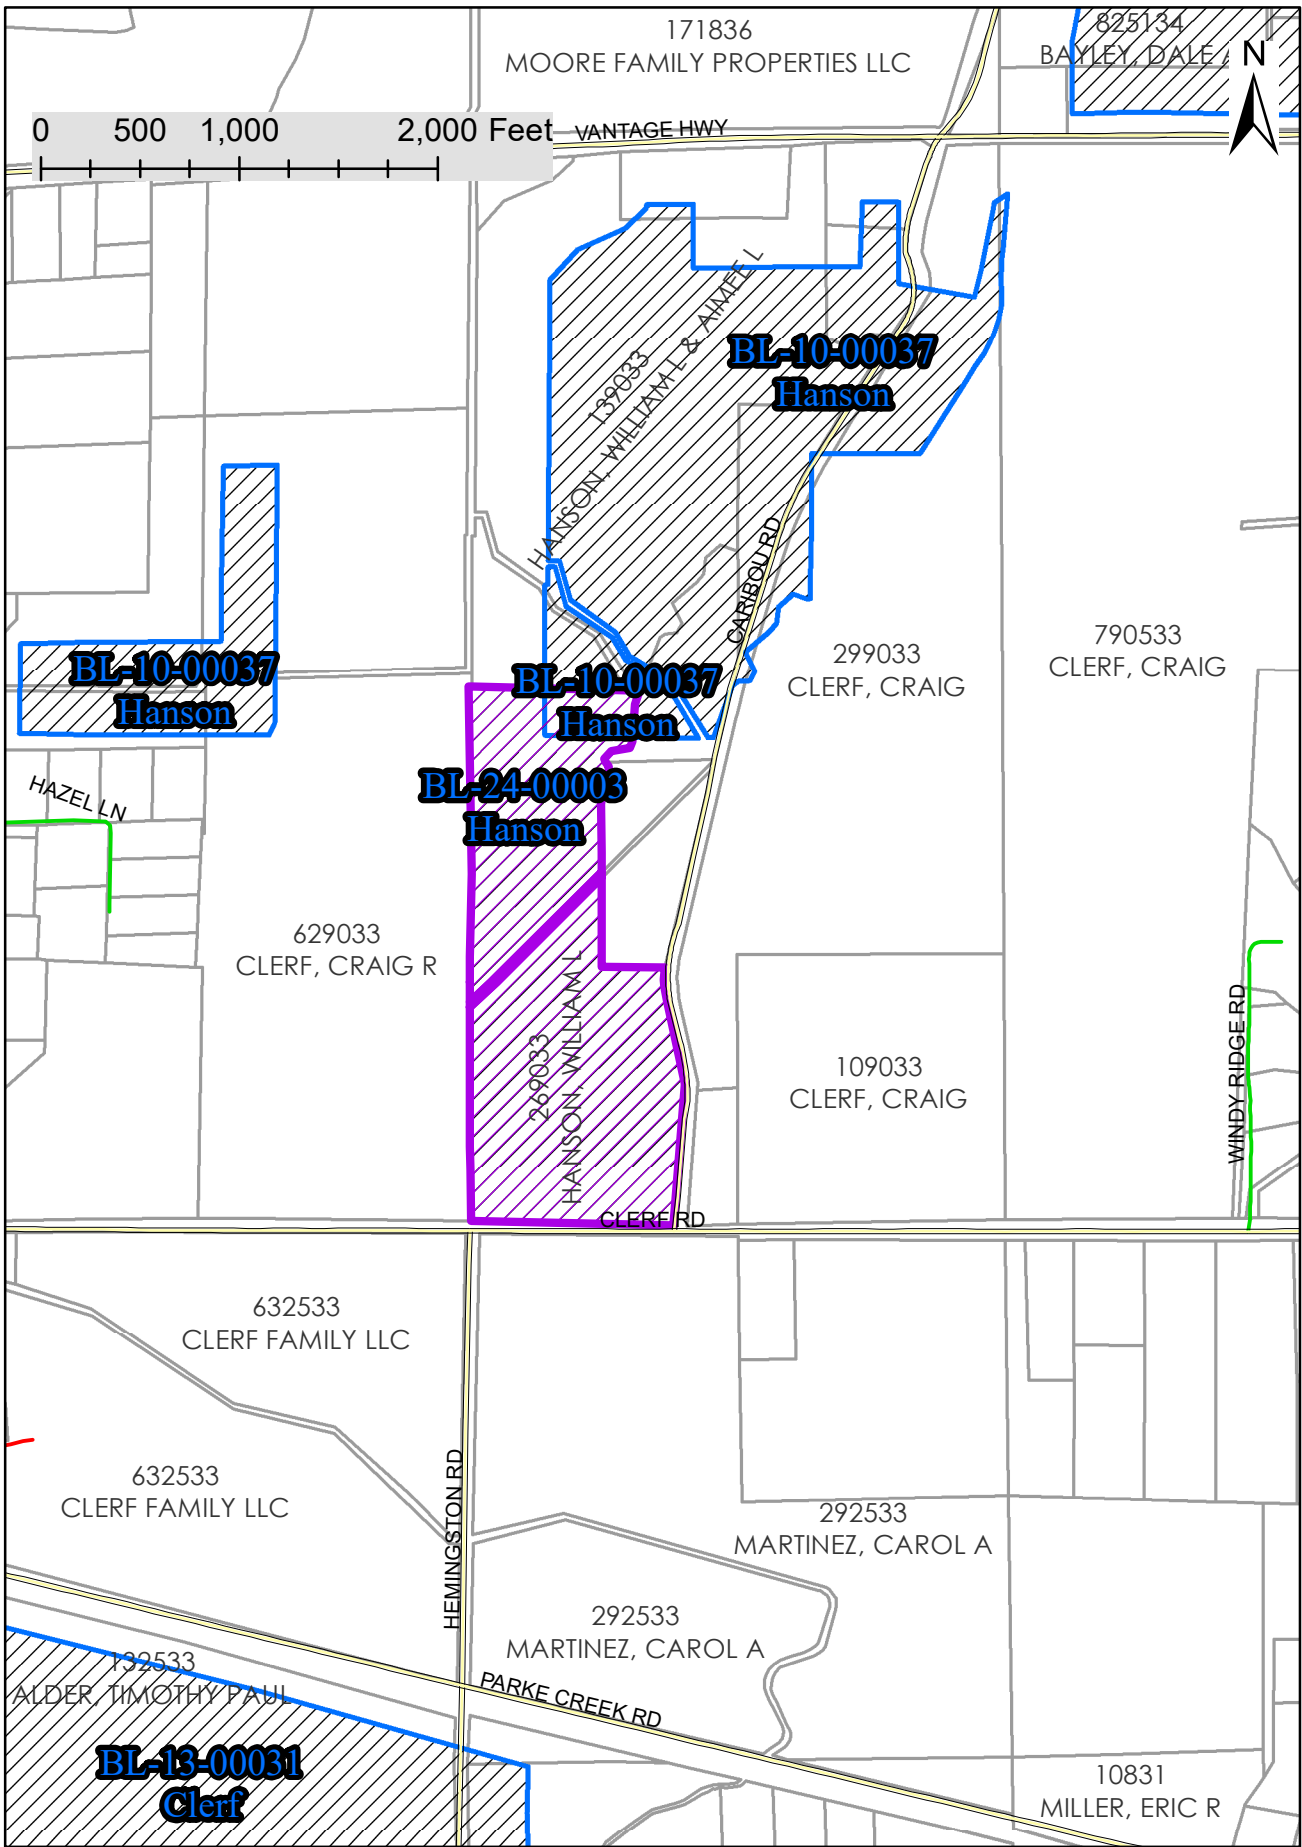 171836
MOORE FAMILY PROPERTIES LLC
825134
BAYLEY, DALE
N
0 500 1,000 2,000 Feet
VANTAGE HWY
139033
HANSON, WILLIAM L & AIMEE L
BL-10-00037
Hanson
CARIBOU RD
299033
CLERF, CRAIG
790533
CLERF, CRAIG
BL-10-00037
Hanson
BL-10-00037
Hanson
BL-24-00003
Hanson
HAZEL LN
629033
CLERF, CRAIG R
269033
HANSON, WILLIAM L
109033
CLERF, CRAIG
WINDY RIDGE RD
CLERF RD
632533
CLERF FAMILY LLC
632533
CLERF FAMILY LLC
HEMINGSTON RD
292533
MARTINEZ, CAROL A
292533
MARTINEZ, CAROL A
132533
ALDER, TIMOTHY PAUL
PARKE CREEK RD
BL-13-00031
Clerf
10831
MILLER, ERIC R